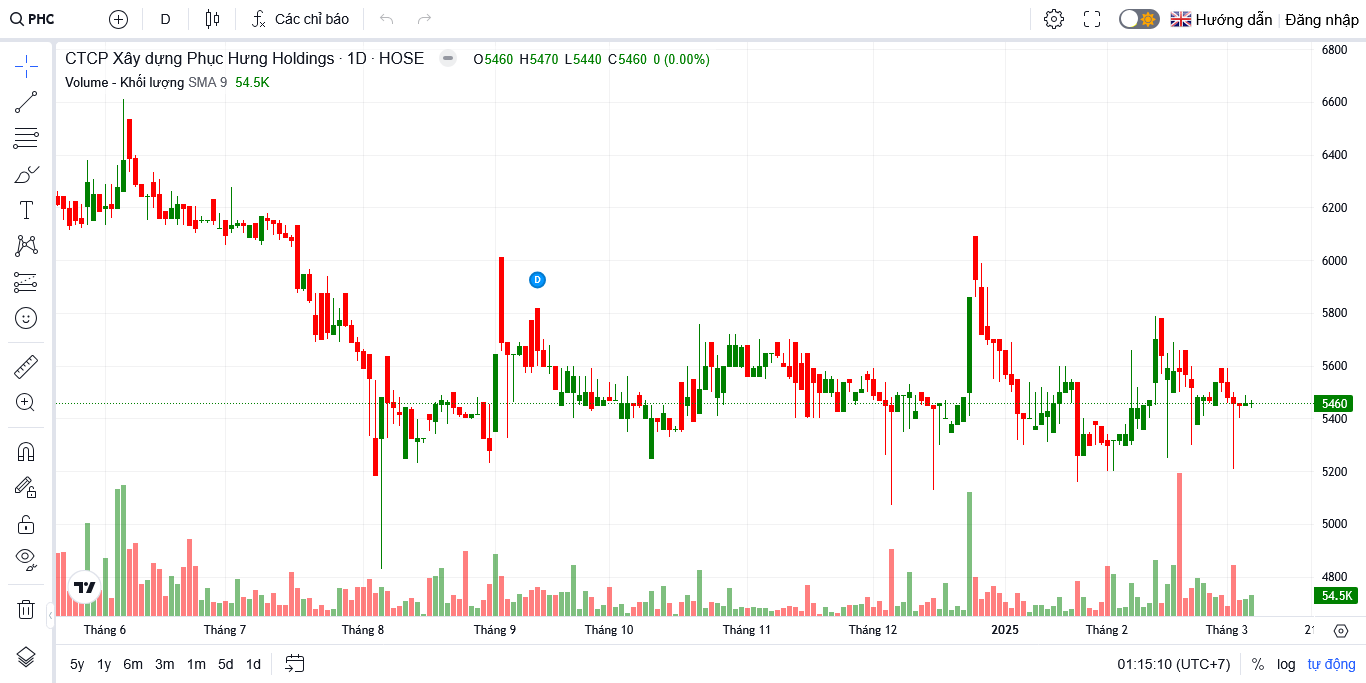 PHC D Các chỉ báo Hướng dẫn Đăng nhập
CTCP Xây dựng Phục Hưng Holdings · 1D · HOSE O5460 H5470 L5440 C5460 0 (0.00%)
Volume - Khối lượng SMA 9 54.5K
6800
6600
6400
6200
6000
5800
5600
5460
5400
5200
5000
4800
54.5K
D
Tháng 6 Tháng 7 Tháng 8 Tháng 9 Tháng 10 Tháng 11 Tháng 12 2025 Tháng 2 Tháng 3
5y 1y 6m 3m 1m 5d 1d 01:15:10 (UTC+7) % log tự động